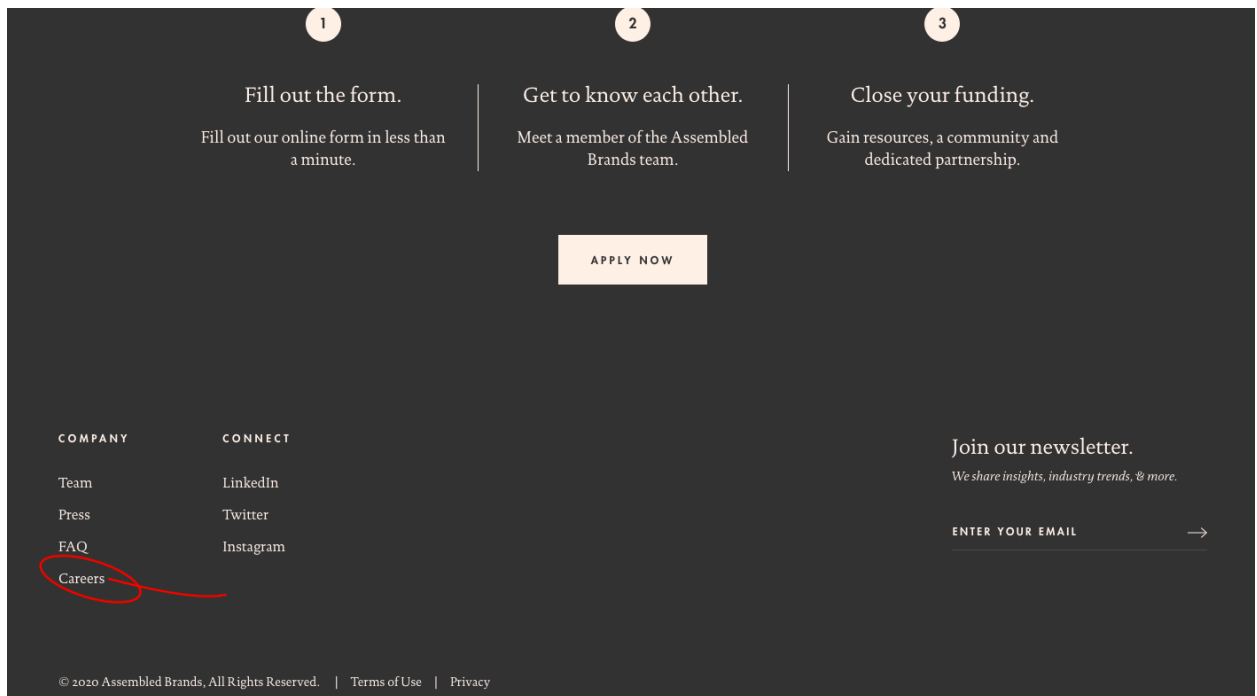 1
2
3
Fill out the form.
Fill out our online form in less than
a minute.
Get to know each other.
Meet a member of the Assembled
Brands team.
Close your funding.
Gain resources, a community and
dedicated partnership.
APPLY NOW
COMPANY
Team
Press
FAQ
Careers
CONNECT
LinkedIn
Twitter
Instagram
Join our newsletter.
We share insights, industry trends, & more.
ENTER YOUR EMAIL
© 2020 Assembled Brands, All Rights Reserved. | Terms of Use | Privacy